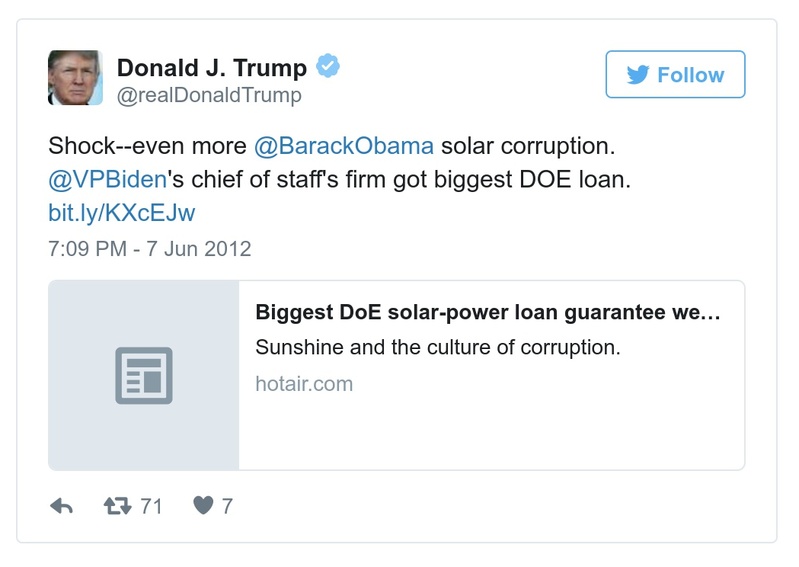 Donald J. Trump
@realDonaldTrump
Follow
Shock--even more @BarackObama solar corruption.
@VPBiden's chief of staff's firm got biggest DOE loan.
bit.ly/KXcEJw
7:09 PM - 7 Jun 2012
Biggest DoE solar-power loan guarantee we...
Sunshine and the culture of corruption.
hotair.com
71 7